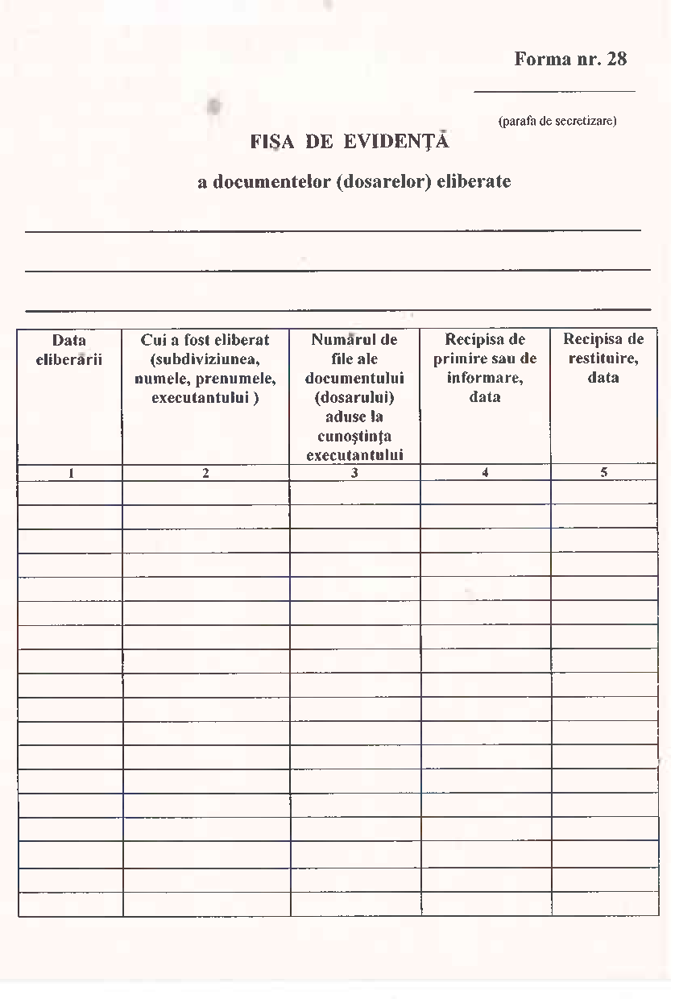 Forma nr. 28
(parafa de secretizare)
FIŞA DE EVIDENŢĂ
a documentelor (dosarelor) eliberate
Data
eliberării
Cui a fost eliberat
(subdiviziunea,
numele, prenumele,
executantului )
Numărul de
file ale
documentului
(dosarului)
aduse la
cunoştinţa
executantului
Recipisa de
primire sau de
informare,
data
Recipisa de
restituire,
data
1 2 3 4 5